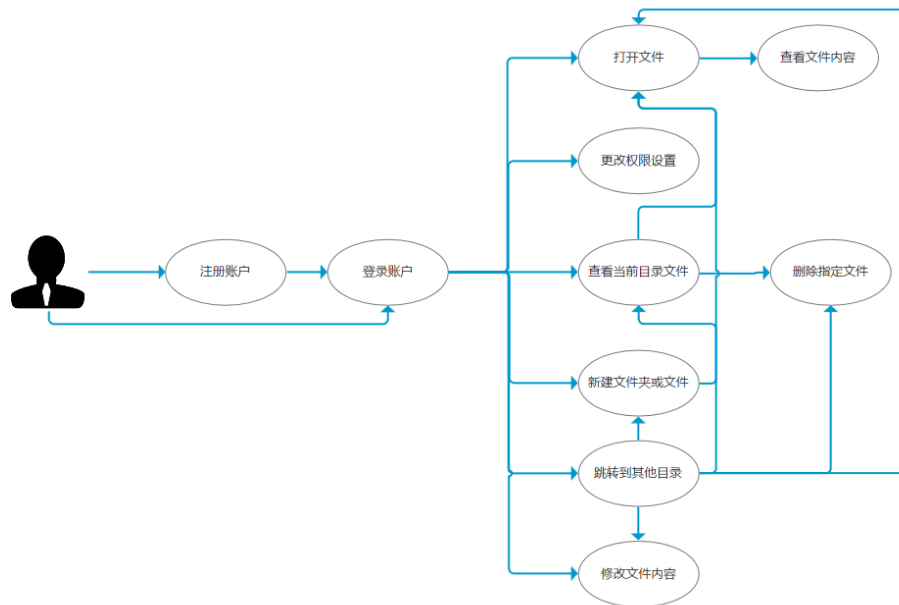 打开文件
查看文件内容
更改权限设置
注册账户
登录账户
查看当前目录文件
删除指定文件
新建文件夹或文件
跳转到其他目录
修改文件内容